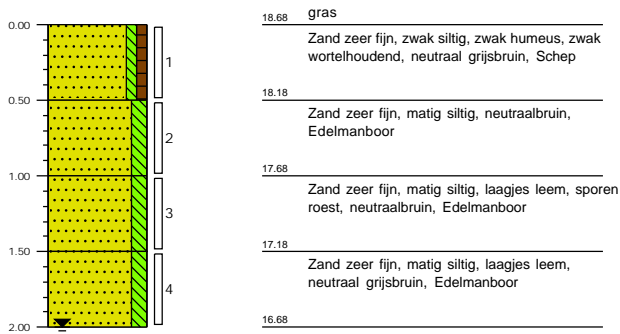 gras
0.00
18.68
Zand zeer fijn, zwak siltig, zwak humeus, zwak
wortelhoudend, neutraal grijsbruin, Schep
1
0.50
18.18
Zand zeer fijn, matig siltig, neutraalbruin,
Edelmanboor
2
1.00
17.68
Zand zeer fijn, matig siltig, laagjes leem, sporen
roest, neutraalbruin, Edelmanboor
3
1.50
17.18
Zand zeer fijn, matig siltig, laagjes leem,
neutraal grijsbruin, Edelmanboor
4
2.00
16.68